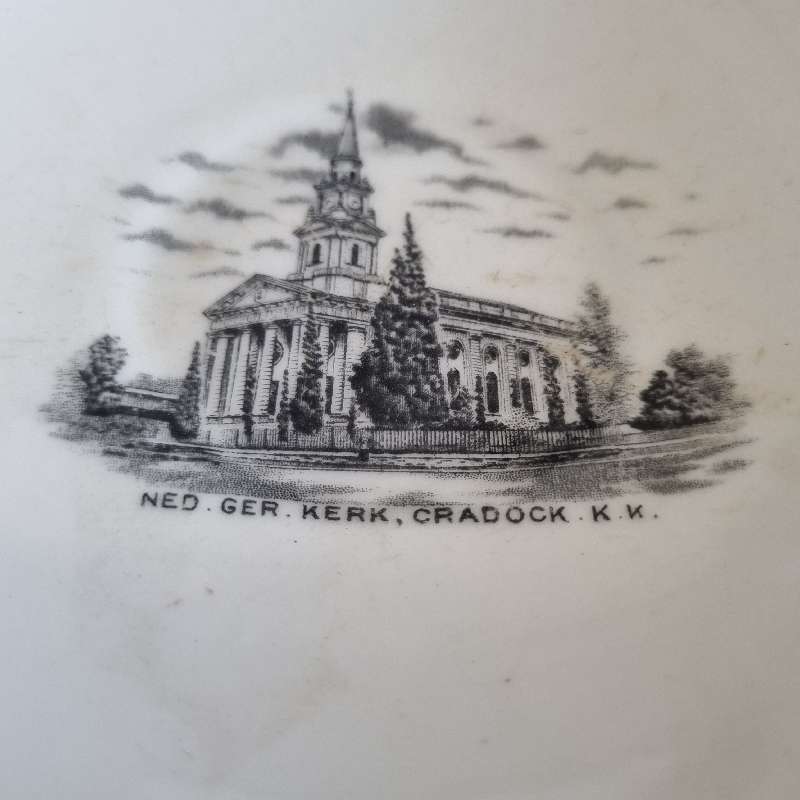 NED. GER. KERK, CRADOCK. K.K.